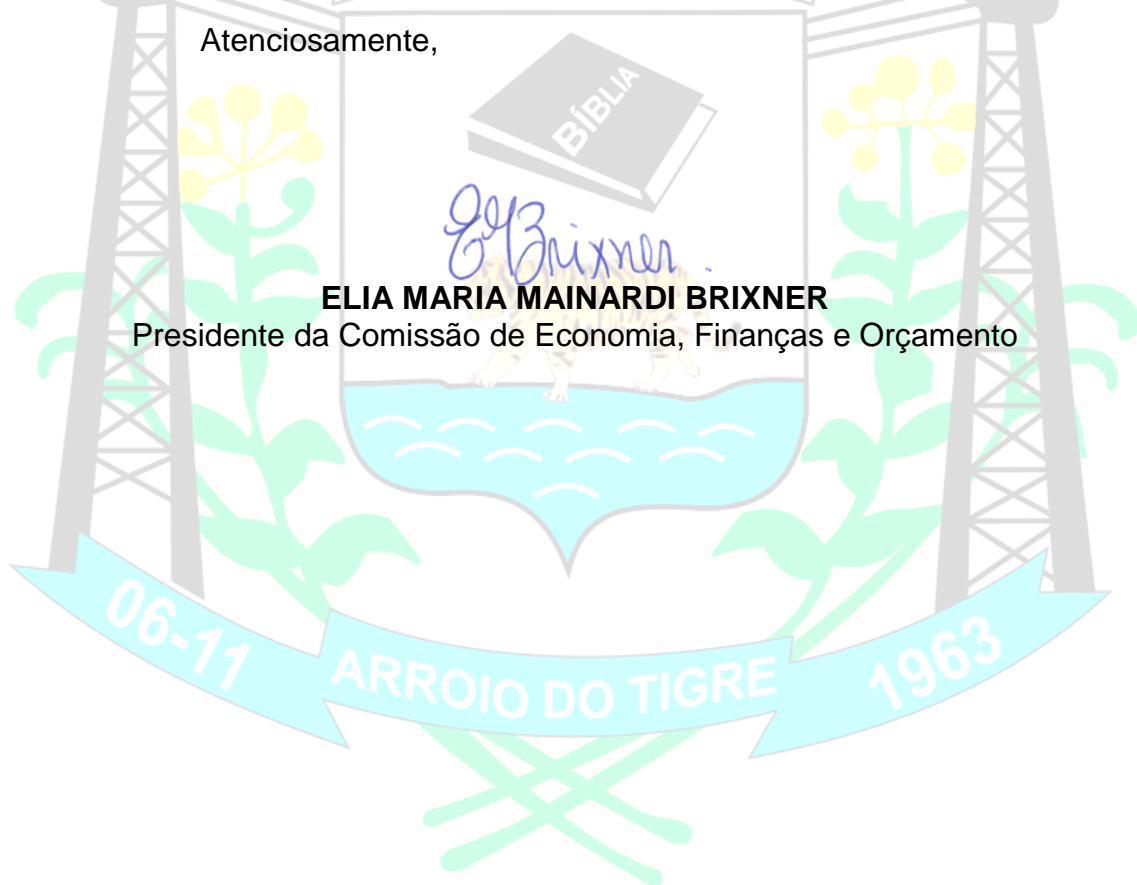 Atenciosamente,
BÍBLIA
EMBrixner.
ELIA MARIA MAINARDI BRIXNER
Presidente da Comissão de Economia, Finanças e Orçamento
06-11
ARROIO DO TIGRE
1963